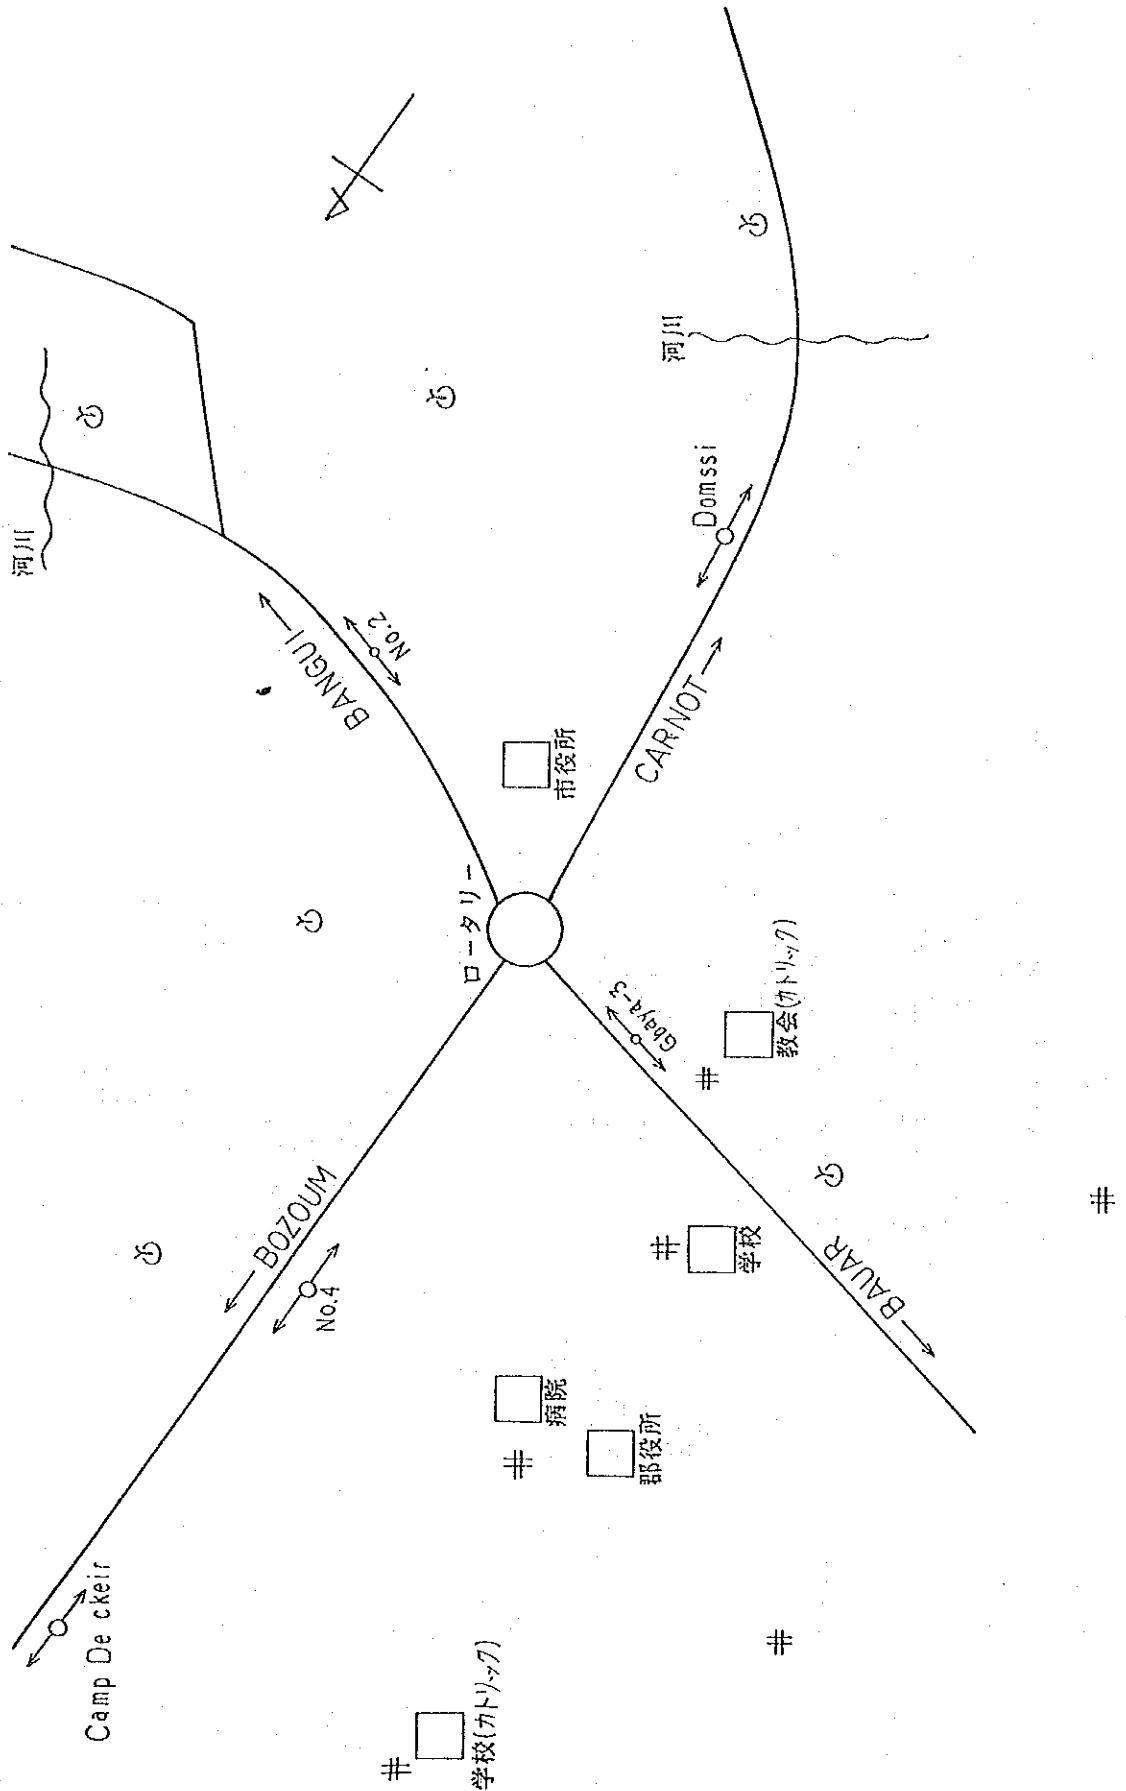 河川
BANGUI
No.2
河川
Domssi
CARNOT
市役所
ロータリー
Gbaya-3
教会(カトリック)
BOZOUM
No.4
学校
BAUAR
病院
郡役所
Camp De ckeir
学校(カトリック)